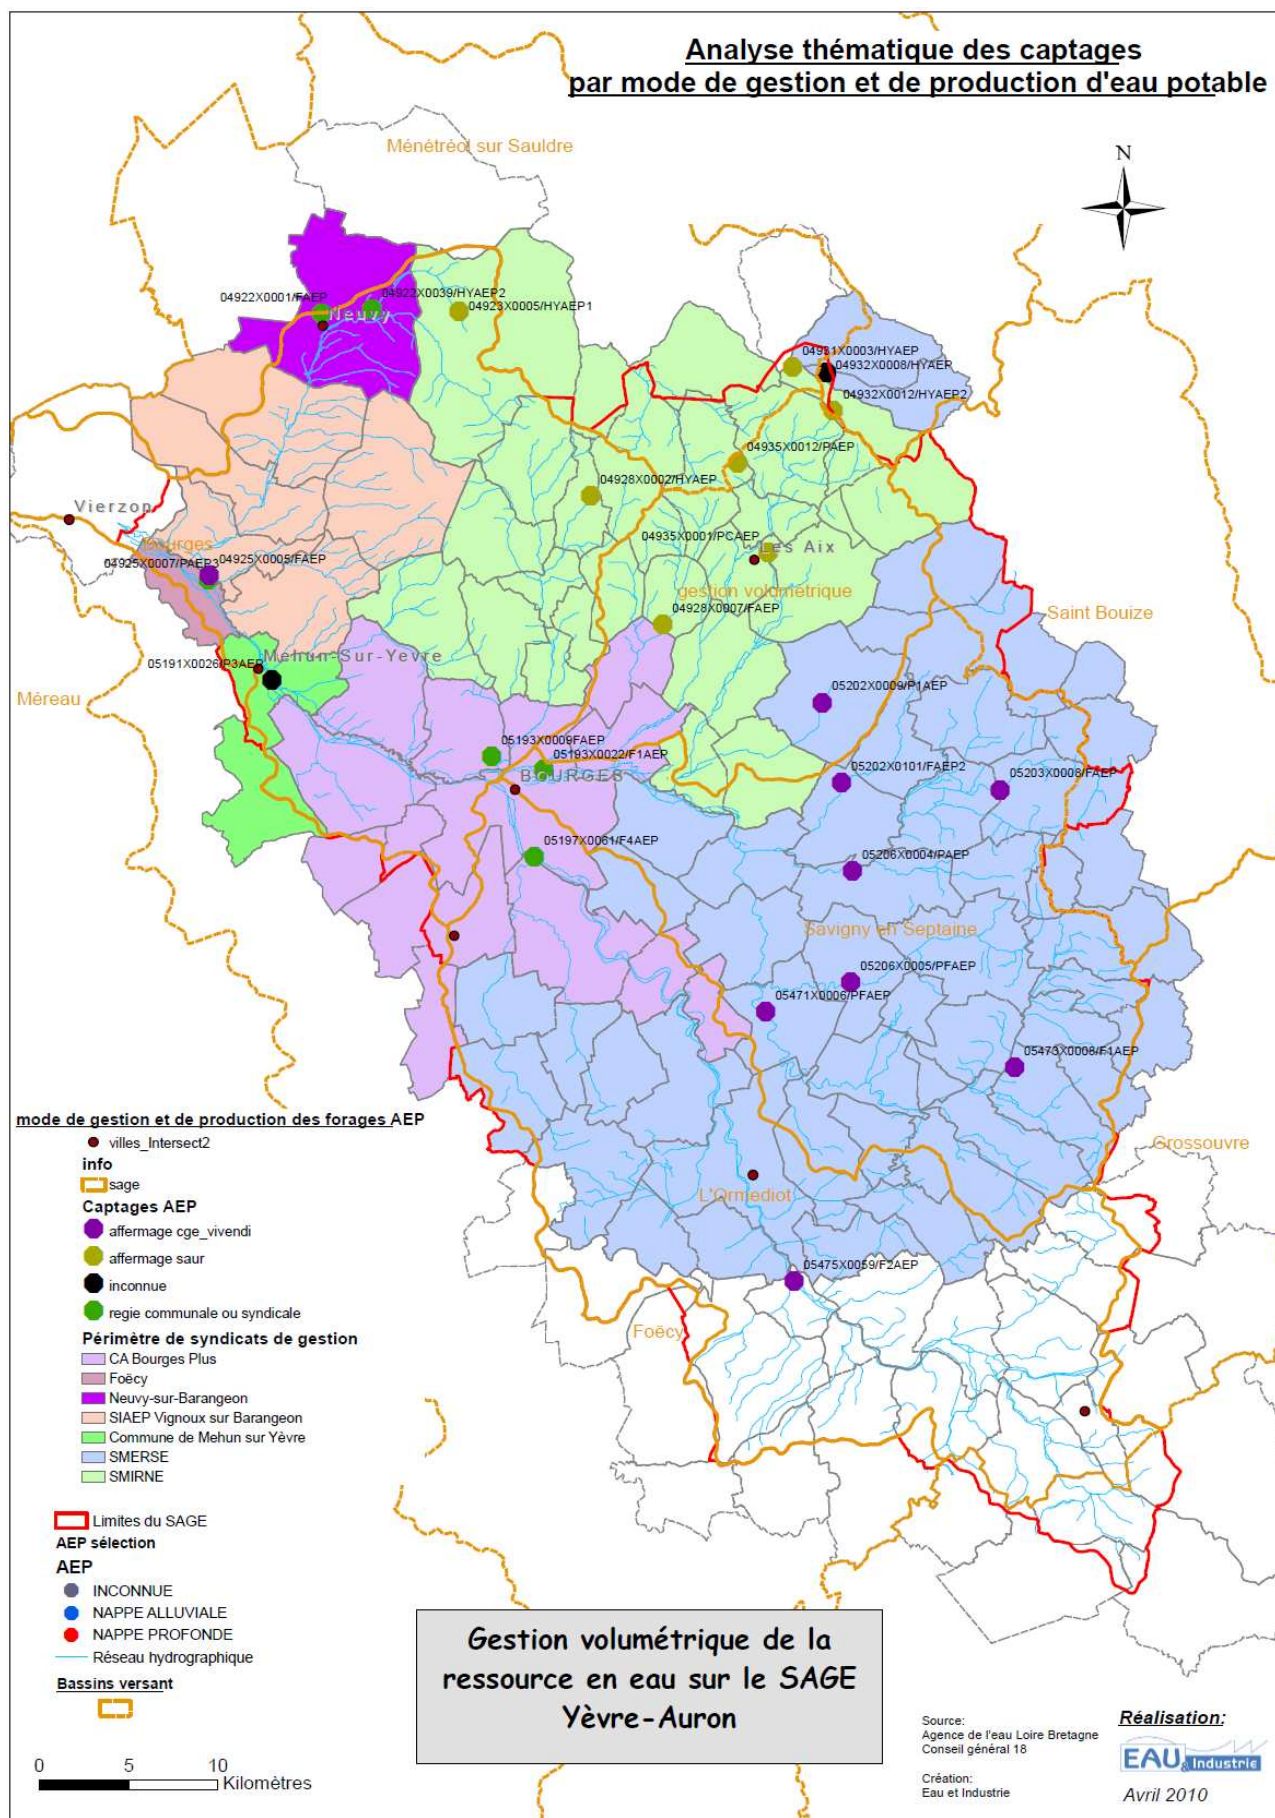 Analyse thématique des captages
par mode de gestion et de production d'eau potable
Ménétréol sur Sauldre
N
04922X0001/FAEP
04922X0039/HYAEP2
04923X0005/HYAEP1
Neuvy
04931X0003/HYAEP
04932X0008/HYAEP
04932X0012/HYAEP2
04935X0012/PAEP
04928X0002/HYAEP
Vierzon
04935X0001/PCAEP
Les Aix
Bourges
04925X0007/PAEP3
04925X0005/FAEP
gestion volumétrique
04928X0007/FAEP
Saint Bouize
05191X0026/P3AEP
Mehun-Sur-Yevre
Méreau
05202X0009/P1AEP
05193X0009FAEP
05193X0022/F1AEP
BOURGES
05202X0101/FAEP2
05203X0008/FAEP
05197X0061/F4AEP
05206X0004/PAEP
Savigny en Septaine
05206X0005/PFAEP
05471X0006/PFAEP
05473X0008/F1AEP
Grossouvre
L'Ormediot
05475X0059/F2AEP
Foëcy
mode de gestion et de production des forages AEP
villes_Intersect2
info
sage
Captages AEP
affermage cge_vivendi
affermage saur
inconnue
regie communale ou syndicale
Périmètre de syndicats de gestion
CA Bourges Plus
Foëcy
Neuvy-sur-Barangeon
SIAEP Vignoux sur Barangeon
Commune de Mehun sur Yèvre
SMERSE
SMIRNE
Limites du SAGE
AEP sélection
AEP
INCONNUE
NAPPE ALLUVIALE
NAPPE PROFONDE
Réseau hydrographique
Bassins versant
0 5 10
Kilomètres
Gestion volumétrique de la
ressource en eau sur le SAGE
Yèvre-Auron
Source:
Agence de l'eau Loire Bretagne
Conseil général 18
Création:
Eau et Industrie
Réalisation:
EAU & Industrie
Avril 2010